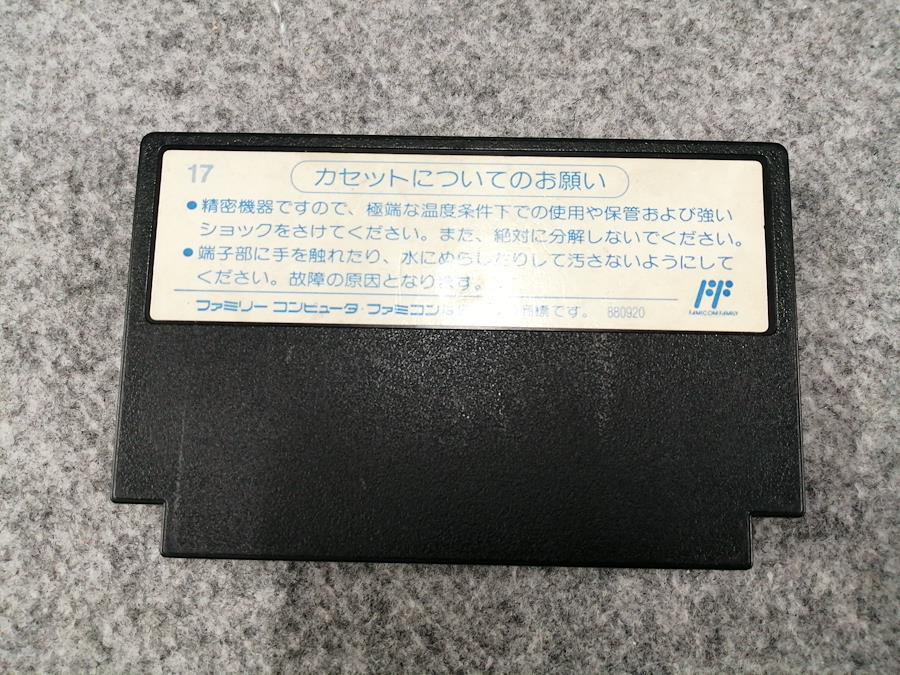 17
カセットについてのお願い
●精密機器ですので、極端な温度条件下での使用や保管および強い
ショックをさけてください。また、絶対に分解しないでください。
●端子部に手を触れたり、水にぬらしたりして汚さないようにして
ください。故障の原因となります。
ファミリーコンピュータ・ファミコンは 商標です。 880920
FAMICOM FAMILY